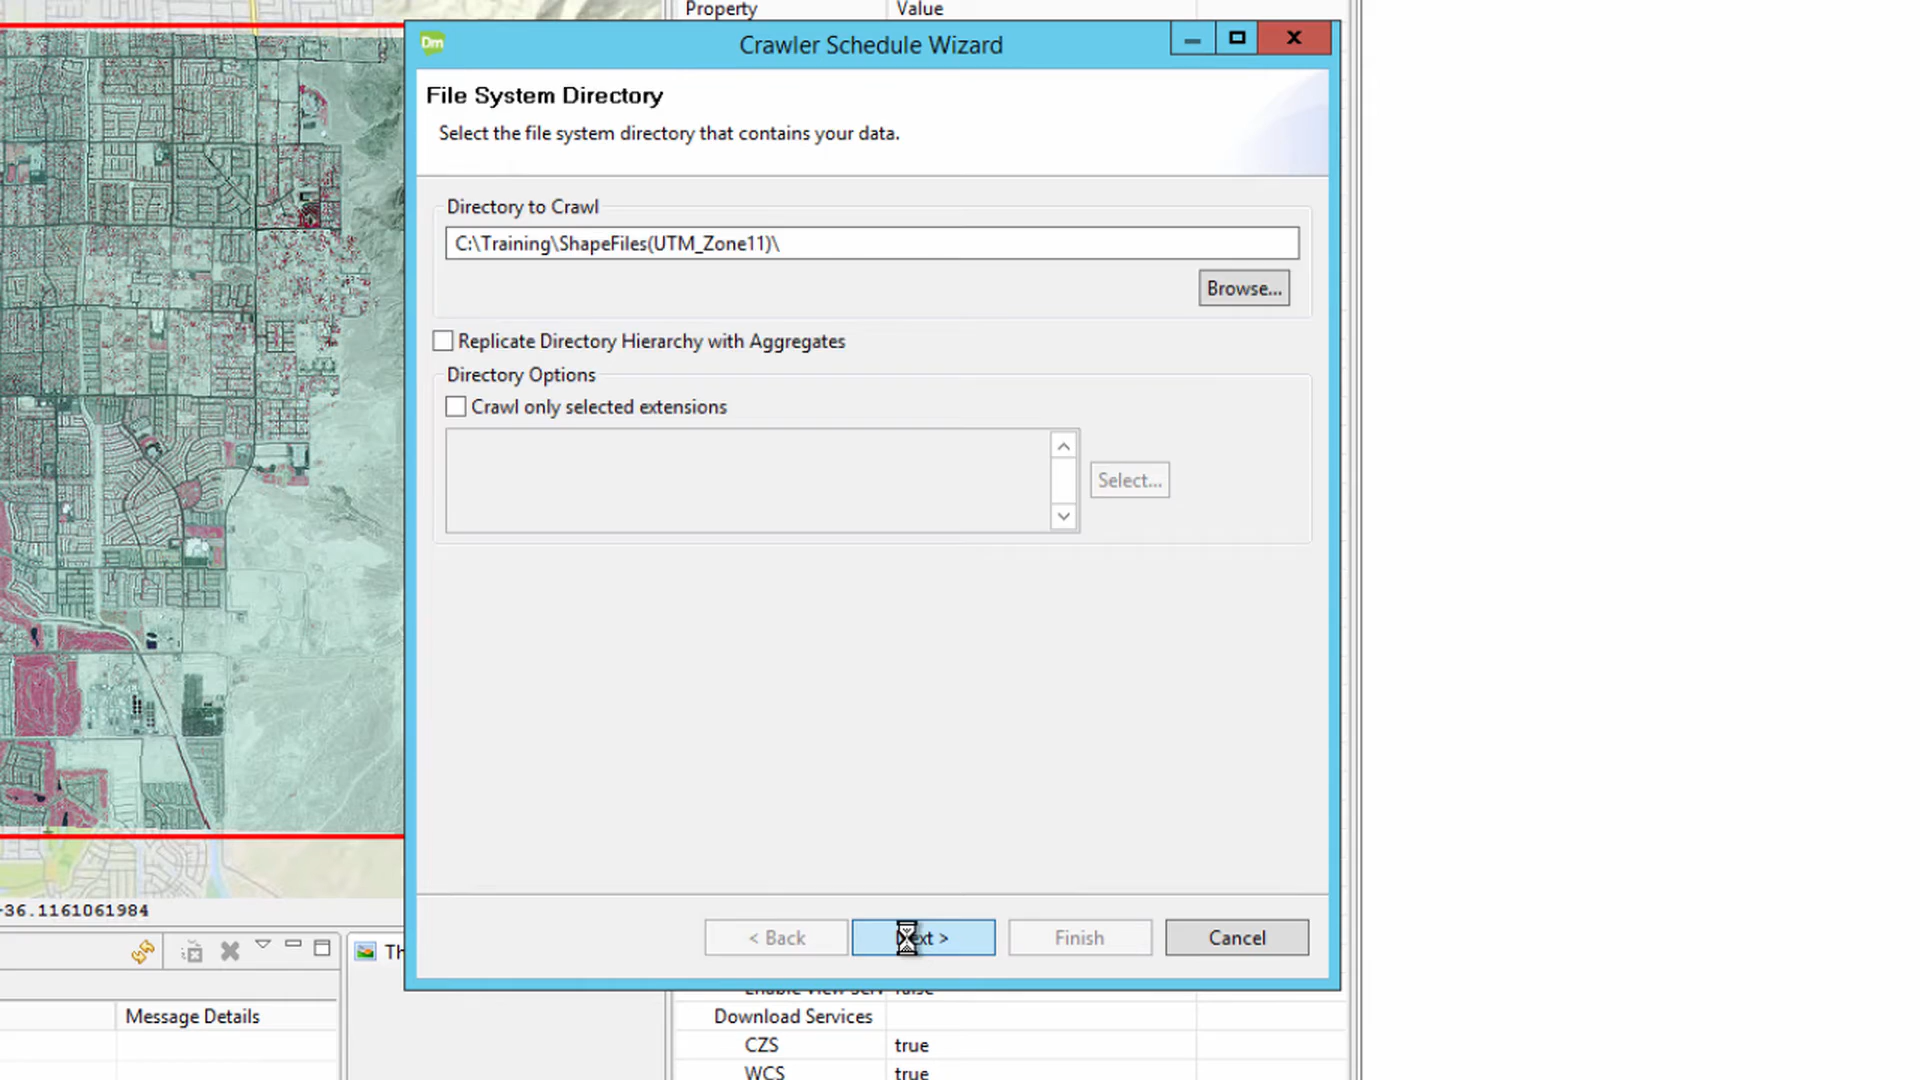 Property Value
Dm Crawler Schedule Wizard
File System Directory
Select the file system directory that contains your data.
Directory to Crawl
C:\Training\ShapeFiles(UTM_Zone11)\
Browse...
Replicate Directory Hierarchy with Aggregates
Directory Options
Crawl only selected extensions
Select...
< Back
>
Finish
Cancel
36.1161061984
Message Details
Download Services
CZS true
WCS true